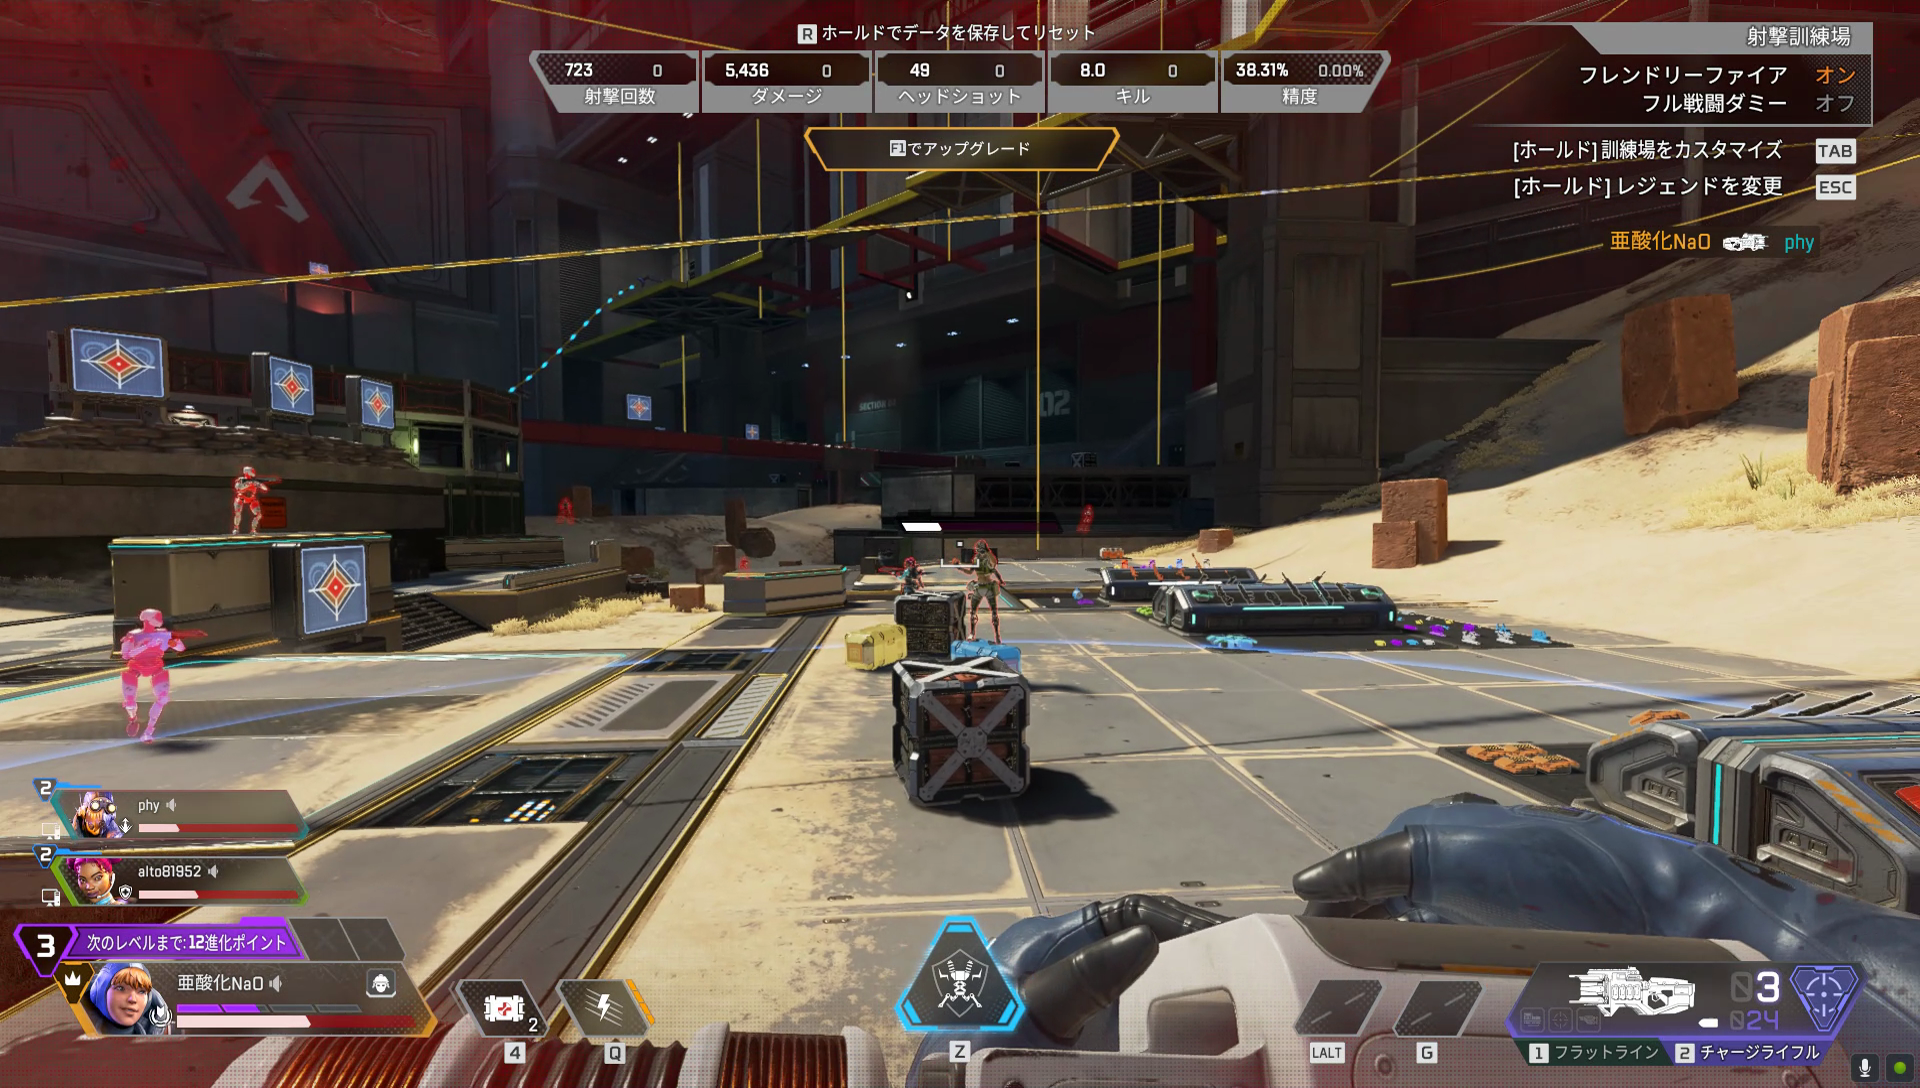 R ホールドでデータを保存してリセット
723 0 射撃回数
5,436 0 ダメージ
49 0 ヘッドショット
8.0 0 キル
38.31% 0.00% 精度
F1でアップグレード
射撃訓練場
フレンドリーファイア オン
フル戦闘ダミー オフ
[ホールド]訓練場をカスタマイズ TAB
[ホールド]レジェンドを変更 ESC
亜酸化NaO phy
SECTION
02
2
phy
2
alto81952
3 次のレベルまで:12進化ポイント
亜酸化NaO
2
4
Q
Z
LALT
G
03
024
1 フラットライン 2 チャージライフル